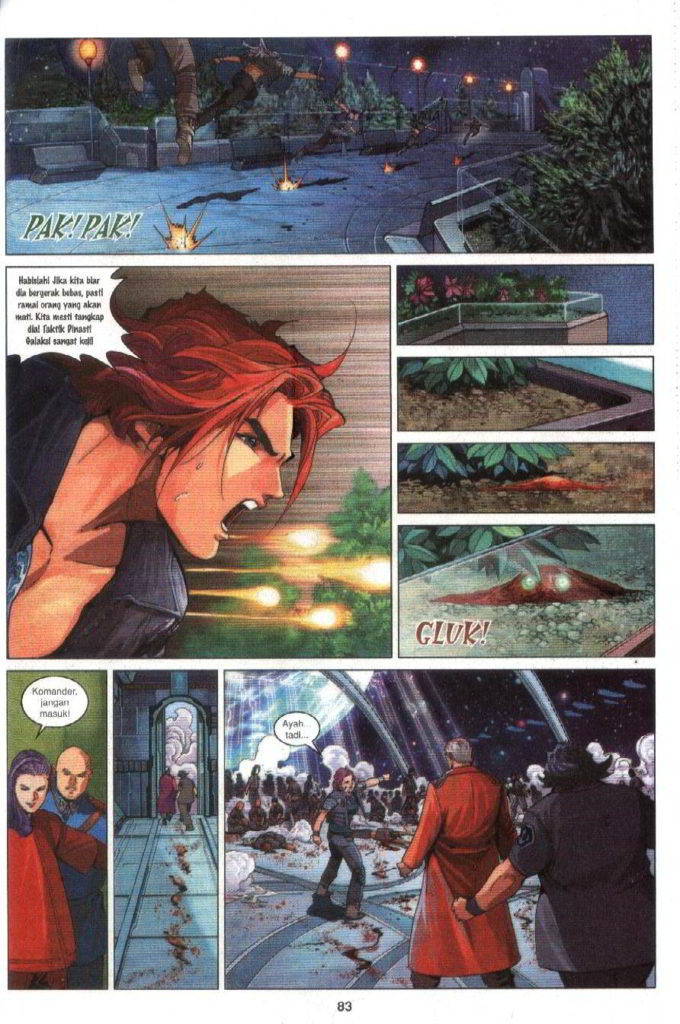 PAK! PAK!
Habislah! Jika kita biar
dia bergerak bebas, pasti
ramai orang yang akan
mati. Kita mesti tangkap
dia! Taktik Dinasti
Galaksi sangat keji!
GLUK!
Komander,
jangan
masuk!
Ayah...
tadi...
83